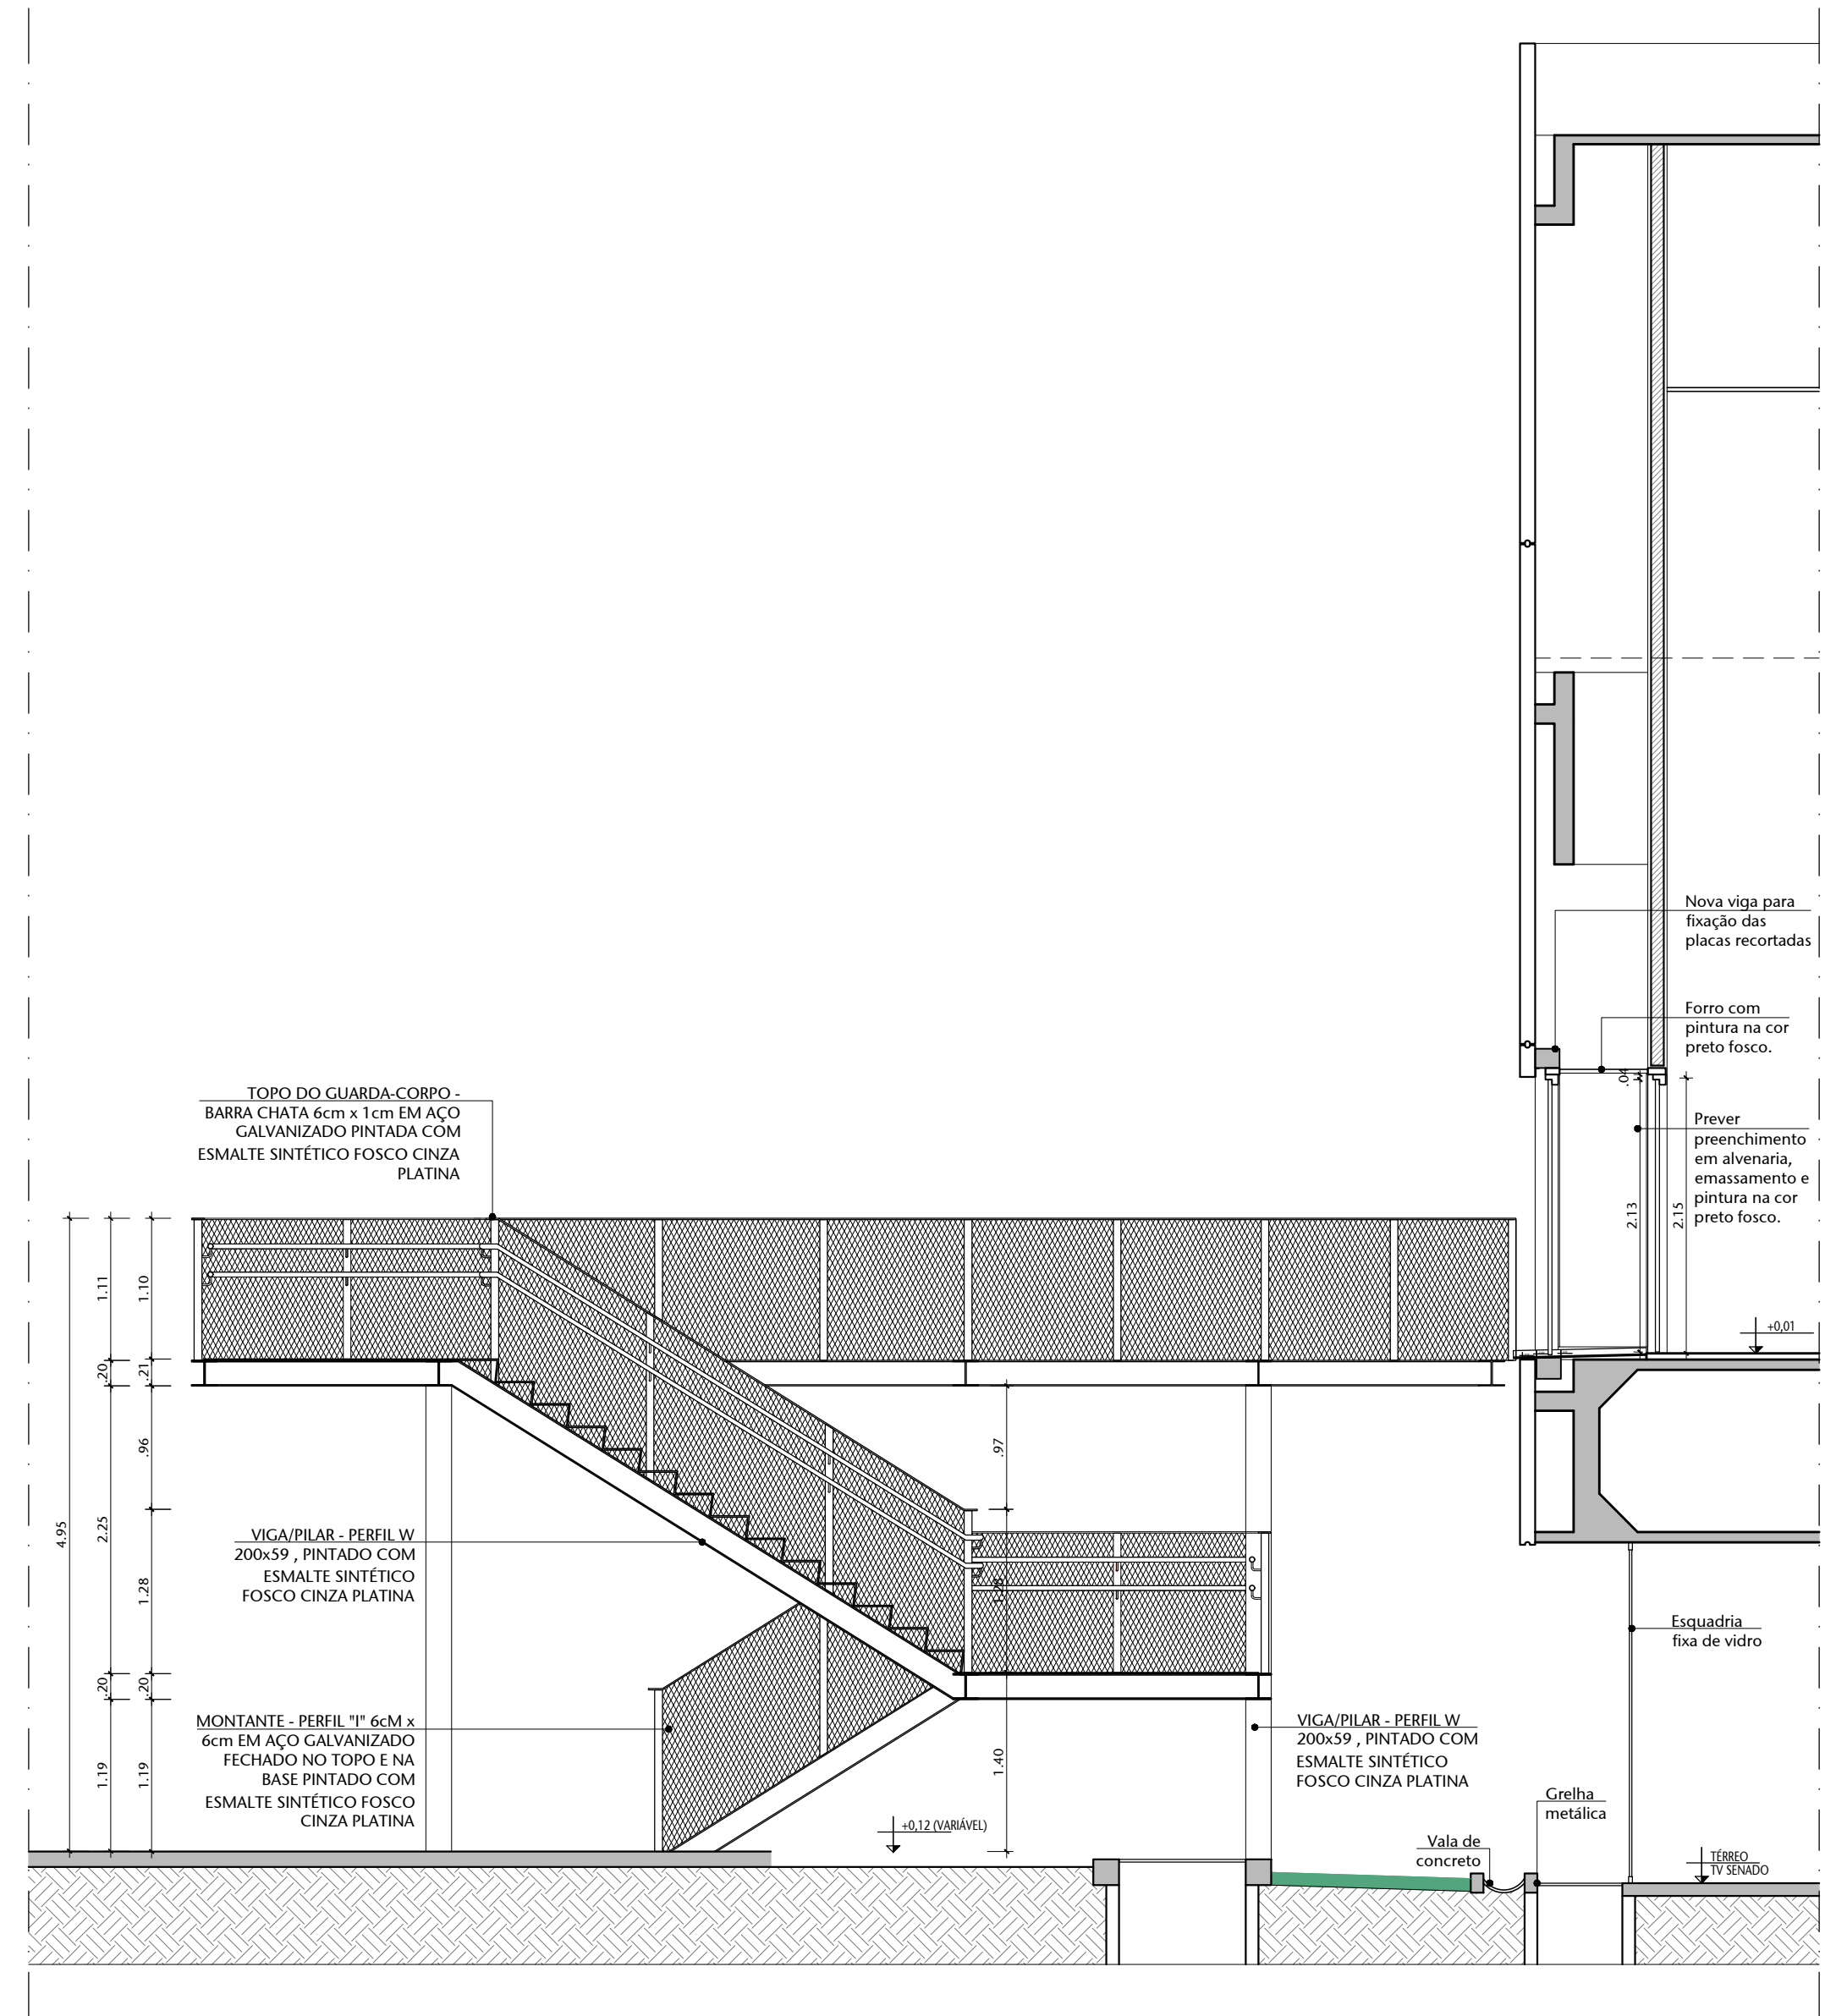 Nova viga para
fixação das
placas recortadas
Forro com
pintura na cor
preto fosco.
.04
TOPO DO GUARDA-CORPO -
BARRA CHATA 6cm x 1cm EM AÇO
GALVANIZADO PINTADA COM
ESMALTE SINTÉTICO FOSCO CINZA
PLATINA
Prever
preenchimento
em alvenaria,
emassamento e
pintura na cor
preto fosco.
2.13
2.15
1.11
1.10
+0,01
.20
.21
.96
.97
4.95
2.25
1.28
1.28
VIGA/PILAR - PERFIL W
200x59 , PINTADO COM
ESMALTE SINTÉTICO
FOSCO CINZA PLATINA
Esquadria
fixa de vidro
.20
.20
MONTANTE - PERFIL "I" 6cM x
6cm EM AÇO GALVANIZADO
FECHADO NO TOPO E NA
BASE PINTADO COM
ESMALTE SINTÉTICO FOSCO
CINZA PLATINA
1.19
1.19
1.40
VIGA/PILAR - PERFIL W
200x59 , PINTADO COM
ESMALTE SINTÉTICO
FOSCO CINZA PLATINA
Grelha
metálica
+0,12 (VARIÁVEL)
Vala de
concreto
TÉRREO
TV SENADO